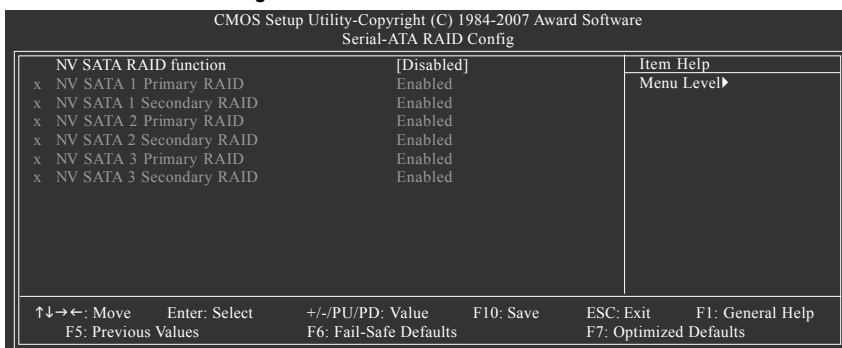 CMOS Setup Utility-Copyright (C) 1984-2007 Award Software
Serial-ATA RAID Config
NV SATA RAID function [Disabled] Item Help
x NV SATA 1 Primary RAID Enabled Menu Level▶
x NV SATA 1 Secondary RAID Enabled
x NV SATA 2 Primary RAID Enabled
x NV SATA 2 Secondary RAID Enabled
x NV SATA 3 Primary RAID Enabled
x NV SATA 3 Secondary RAID Enabled
↑↓→←: Move Enter: Select +/-/PU/PD: Value F10: Save ESC: Exit F1: General Help
F5: Previous Values F6: Fail-Safe Defaults F7: Optimized Defaults